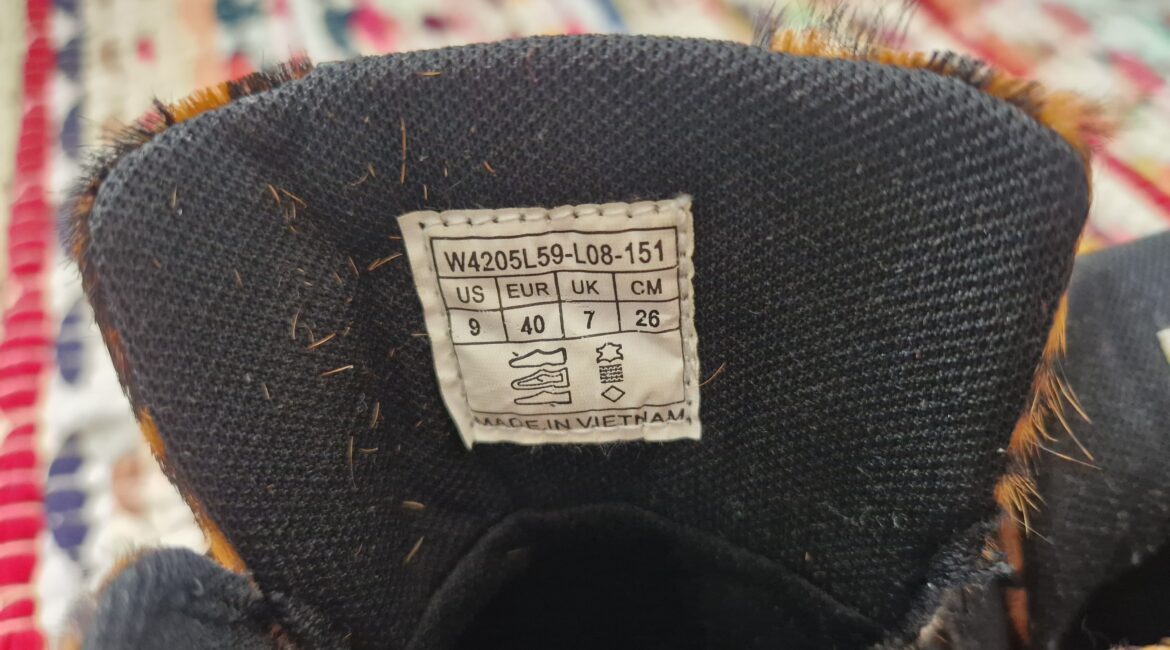 W4205L59-L08-151
US EUR UK CM
9 40 7 26
MADE IN VIETNAM